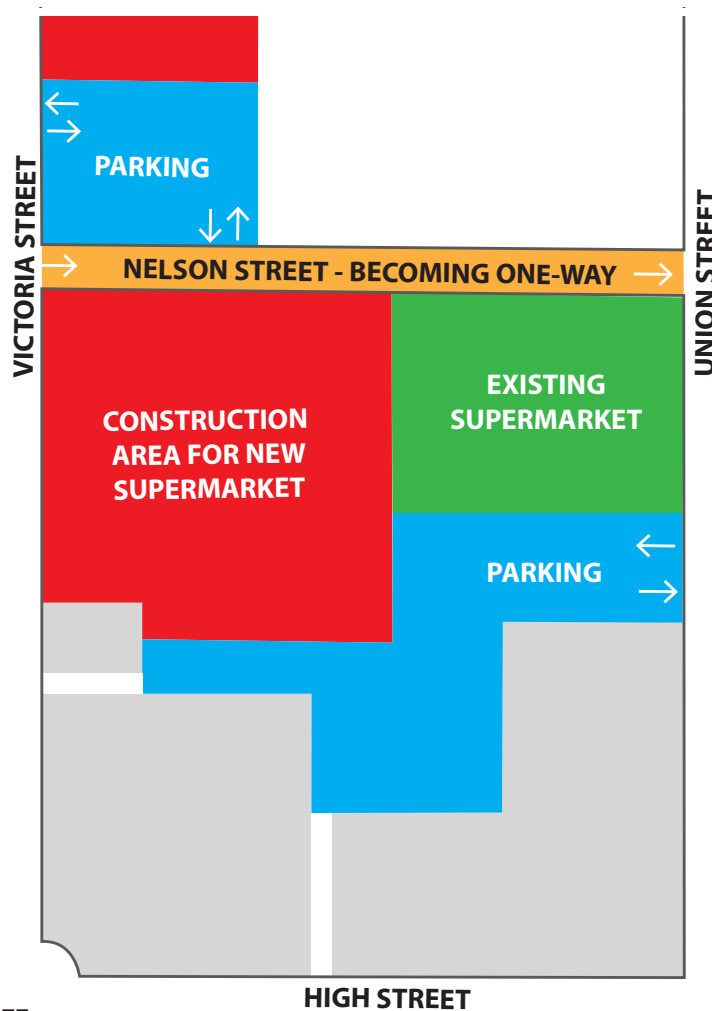 PARKING
VICTORIA STREET
UNION STREET
NELSON STREET - BECOMING ONE-WAY
CONSTRUCTION
AREA FOR NEW
SUPERMARKET
EXISTING
SUPERMARKET
PARKING
HIGH STREET